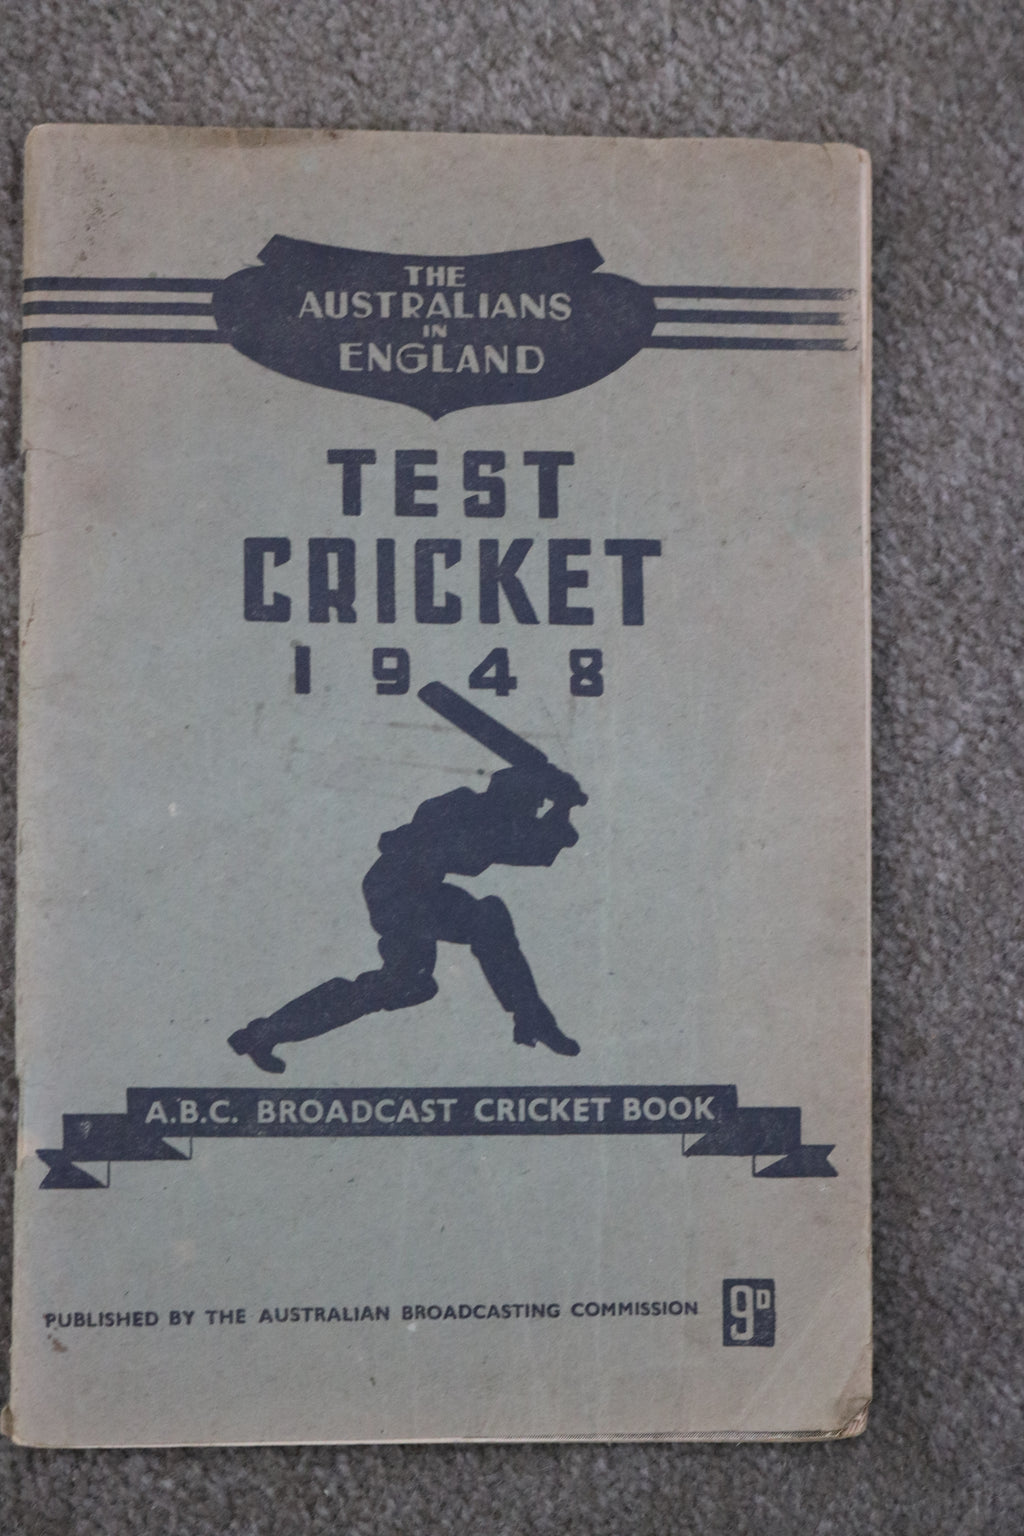 THE
AUSTRALIANS
IN
ENGLAND
TEST
CRICKET
1948
A.B.C. BROADCAST CRICKET BOOK
PUBLISHED BY THE AUSTRALIAN BROADCASTING COMMISSION 9D